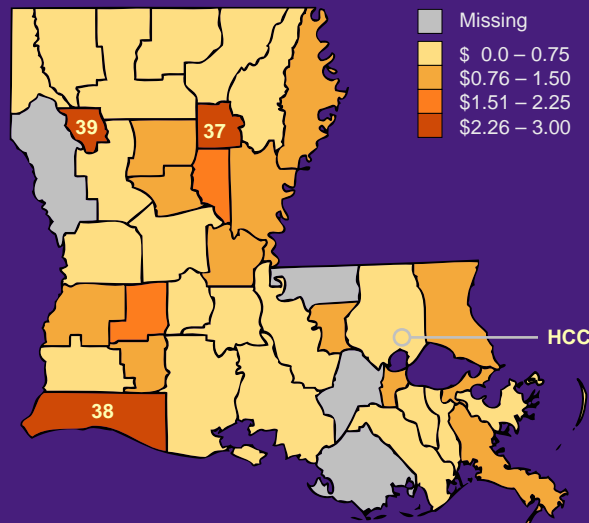 Missing
$ 0.0 – 0.75
$0.76 – 1.50
$1.51 – 2.25
$2.26 – 3.00
39
37
HCC
38